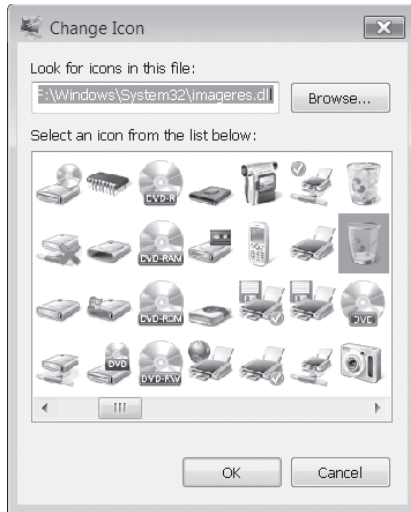 Change Icon
Look for icons in this file:
F:\Windows\System32\imageres.dll
Browse...
Select an icon from the list below:
DVD-R
DVD-RAM
DVD-ROM
DVD
DVD
DVD-RW
OK
Cancel